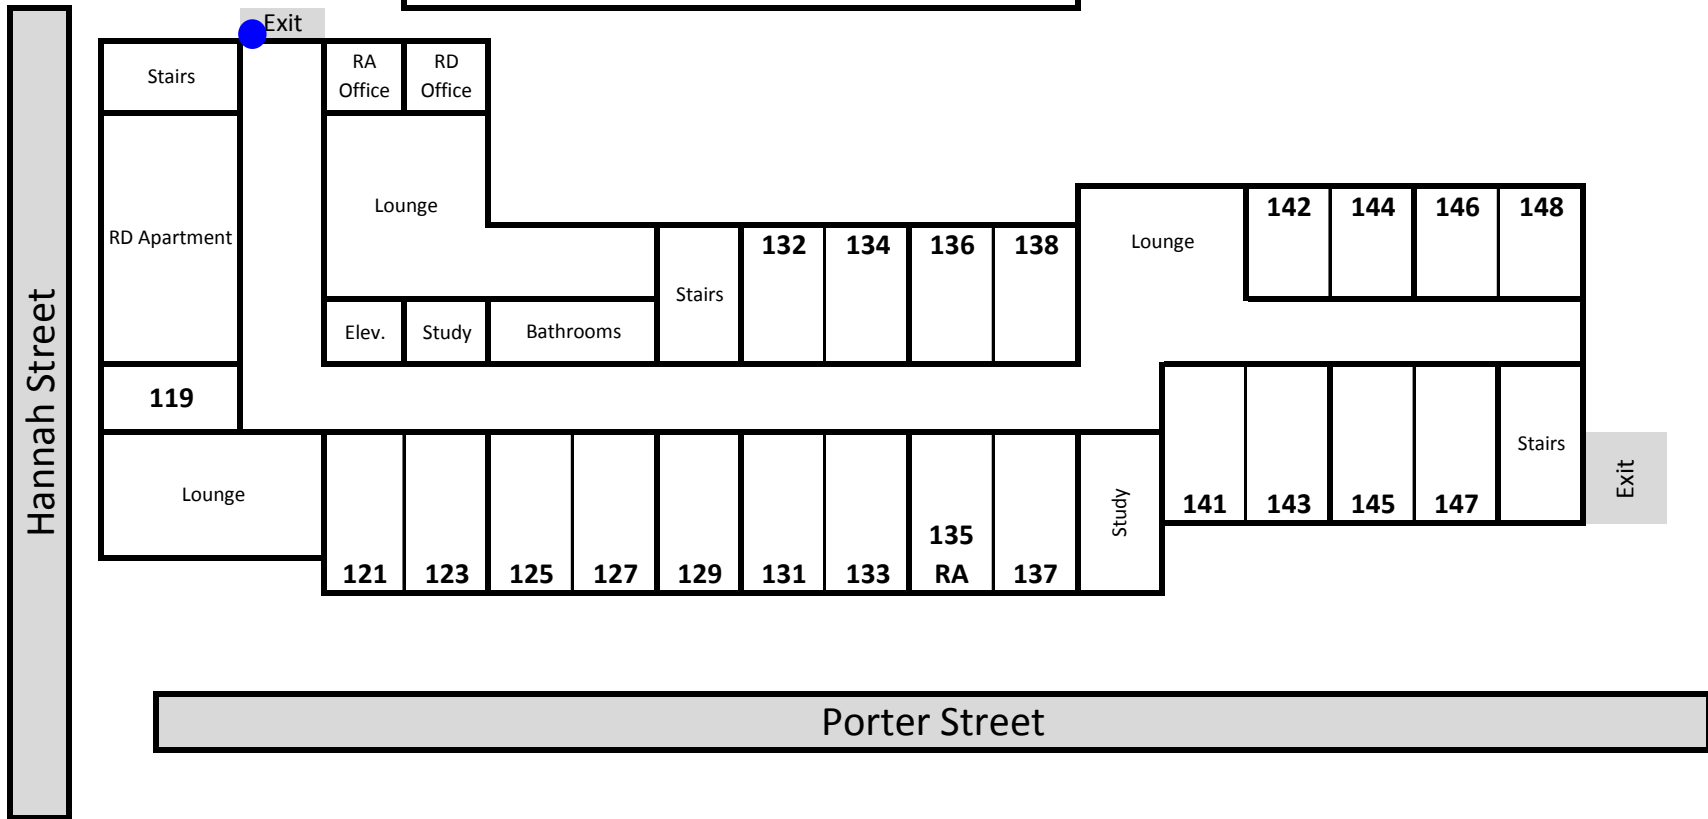 Exit
Stairs
RA
Office
RD
Office
Lounge
RD Apartment
Hannah Street
142
144
146
148
132
134
136
138
Lounge
Stairs
Elev.
Study
Bathrooms
119
Lounge
Stairs
Exit
Study
141
143
145
147
135
RA
121
123
125
127
129
131
133
137
Porter Street